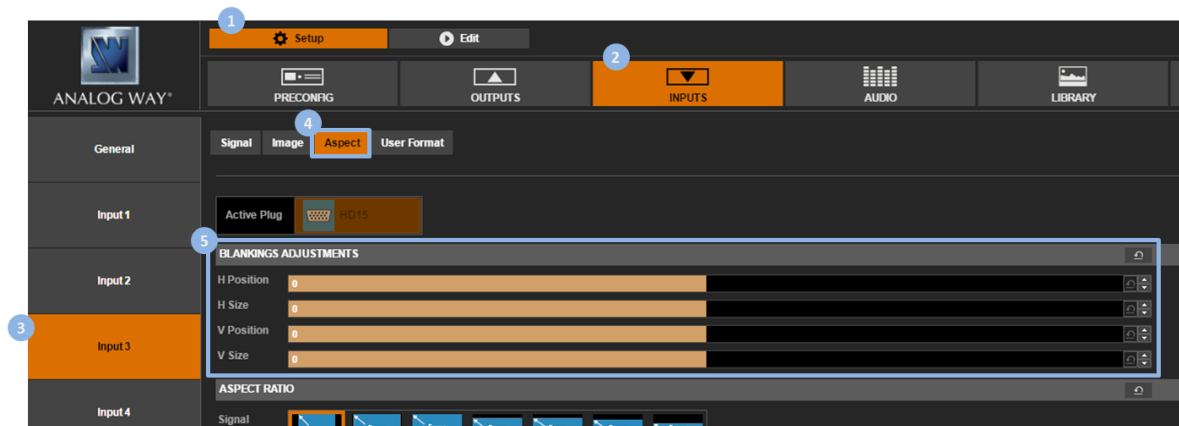 1
Setup
Edit
2
ANALOG WAY®
PRECONFIG
OUTPUTS
INPUTS
AUDIO
LIBRARY
4
General
Signal
Image
Aspect
User Format
Input 1
Active Plug
HD15
5
BLANKINGS ADJUSTMENTS
Input 2
H Position
0
H Size
0
3
Input 3
V Position
0
V Size
0
ASPECT RATIO
Input 4
Signal